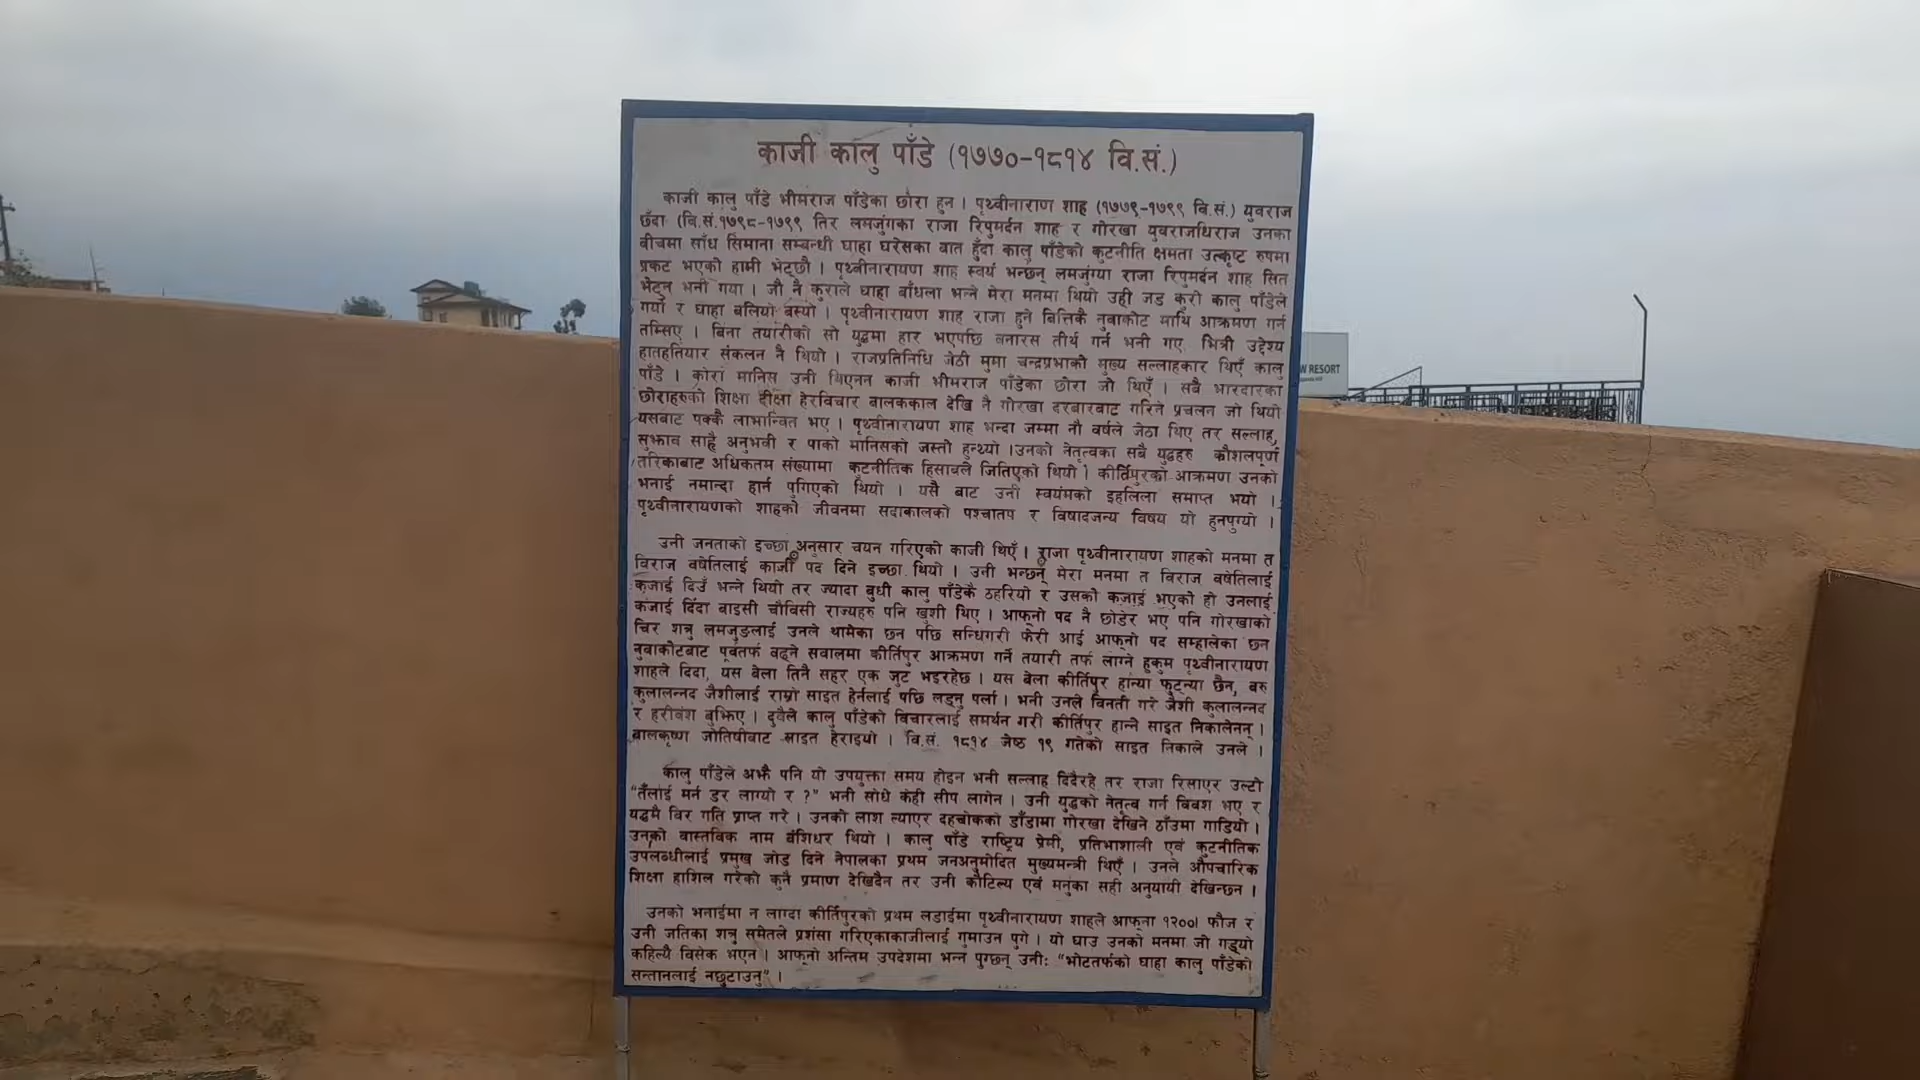 काजी कालु पाँडे (१७७०-१८१४ वि.सं.)
काजी कालु पाँडे भीमराज पाँडेका छोरा हुन । पृथ्वीनाराण शाह (१७७९-१७९९ बि.सं.) युवराज
छँदा (वि.सं.१७९८-१७९९ तिर लमजुंगका राजा रिपुमर्दन शाह र गोरखा युवराजधिराज उनका
बीचमा साँध सिमाना सम्बन्धी घाहा घरेसका वात हुँदा कालु पाँडेको कुटनीति क्षमता उत्कृष्ट रुपमा
प्रकट भएको हामी भेट्छौ । पृथ्वीनारायण शाह स्वयं भन्छन् लमजुंग्या राजा रिपुमर्दन शाह सित
भेट्न भनी गया । जौ नै कुराले घाहा बाँधला भन्ने मेरा मनमा थियो उही जड कुरो कालु पाँडेले
गर्यो र घाहा बलियो बस्यो । पृथ्वीनारायण शाह राजा हुने बित्तिकै नुवाकोट माथि आक्रमण गर्न
तम्सिए । बिना तयारीको सो युद्धमा हार भएपछि बनारस तीर्थ गर्न भनी गए, भित्री उद्देश्य
हातहतियार संकलन नै थियो । राजप्रतिनिधि जेठी मुमा चन्द्रप्रभाको मुख्य सल्लाहकार थिएँ कालु
पाँडे । कोरा मानिस उनी थिएनन काजी भीमराज पाँडेका छोरा जो थिएँ । सबै भारदारका
छोराहरुको शिक्षा दीक्षा हेरविचार बालककाल देखि नै गोरखा दरबारबाट गरिने प्रचलन जो थियो
यसबाट पक्कै लाभान्वित भए । पृथ्वीनारायण शाह भन्दा जम्मा नौ वर्षले जेठा थिए तर सल्लाह,
सुझाव साह्रै अनुभवी र पाको मानिसको जस्तो हुन्थ्यो ।उनको नेतृत्वका सबै युद्धहरु कौशलपूर्ण
तरिकाबाट अधिकतम संख्यामा कुटनीतिक हिसाबले जितिएको थियो । कीर्तिपुरको आक्रमण उनको
भनाई नमान्दा हार्न पुगिएको थियो । यसै बाट उनी स्वयंमको इहलिला समाप्त भयो ।
पृथ्वीनारायणको शाहको जीवनमा सदाकालको पश्चातप र विषादजन्य विषय यो हुनपुग्यो ।
उनी जनताको इच्छा अनुसार चयन गरिएको काजी थिएँ । राजा पृथ्वीनारायण शाहको मनमा त
विराज बषेतिलाई काजी पद दिने इच्छा थियो । उनी भन्छन् मेरा मनमा त विराज बषेतिलाई
कजाई दिउँ भन्ने थियो तर ज्यादा बुधी कालु पाँडेकै ठहरियो र उसको कजाई भएको हो उनलाई
कजाई दिंदा बाइसी चौबिसी राज्यहरु पनि खुशी थिए । आफ्नो पद नै छोडेर भए पनि गोरखाको
चिर शत्रु लमजुङलाई उनले थामेका छन पछि सन्धिगरी फेरी आई आफ्नो पद सम्हालेका छन
नुवाकोटबाट पूर्वतर्फ बढ्ने सवालमा कीर्तिपुर आक्रमण गर्ने तयारी तर्फ लाग्ने हुकुम पृथ्वीनारायण
शाहले दिदा, यस बेला तिनै सहर एक जुट भइरहेछ । यस बेला कीर्तिपुर हान्या फुट्न्या छैन, बरु
कुलालन्नद जैशीलाई राम्रो साइत हेर्नलाई पछि लड्नु पर्ला । भनी उनले विनती गरे जैशी कुलालन्नद
र हरीबंश बुझिए । दुवैले कालु पाँडेको बिचारलाई समर्थन गरी कीर्तिपुर हान्ने साइत निकालेनन् ।
बालकृष्ण जोतिषीबाट साइत हेराइयो । वि.सं. १८१४ जेष्ठ १९ गतेको साइत निकाले उनले ।
कालु पाँडेले अझै पनि यो उपयुक्ता समय होइन भनी सल्लाह दिदैरहे तर राजा रिसाएर उल्टो
“तँलाई मर्न डर लाग्यो र ?” भनी सोधे केही सीप लागेन । उनी युद्धको नेतृत्व गर्न बिबश भए र
यद्धमै विर गति प्राप्त गरे । उनको लाश ल्याएर दहचोकको डाँडामा गोरखा देखिने ठाँउमा गाडियो ।
उनको वास्तविक नाम बंशिधर थियो । कालु पाँडे राष्ट्रिय प्रेमी, प्रतिभाशाली एवं कुटनीतिक
उपलब्धीलाई प्रमुख जोड दिने नेपालका प्रथम जनअनुमोदित मुख्यमन्त्री थिएँ । उनले औपचारिक
शिक्षा हाशिल गरेको कुनै प्रमाण देखिदैन तर उनी कौटिल्य एवं मनुका सही अनुयायी देखिन्छन ।
उनको भनाईमा न लाग्दा कीर्तिपुरको प्रथम लडाईमा पृथ्वीनारायण शाहले आफ्ना १२००। फौज र
उनी जतिका शत्रु समेतले प्रशंसा गरिएकाकाजीलाई गुमाउन पुगे । यो घाउ उनको मनमा जो गड्यो
कहिल्यै विसेक भएन । आफ्नो अन्तिम उपदेशमा भन्न पुग्छन् उनीः “भोटतर्फको घाहा कालु पाँडेको
सन्तानलाई नछुटाउनु” ।
W RESORT